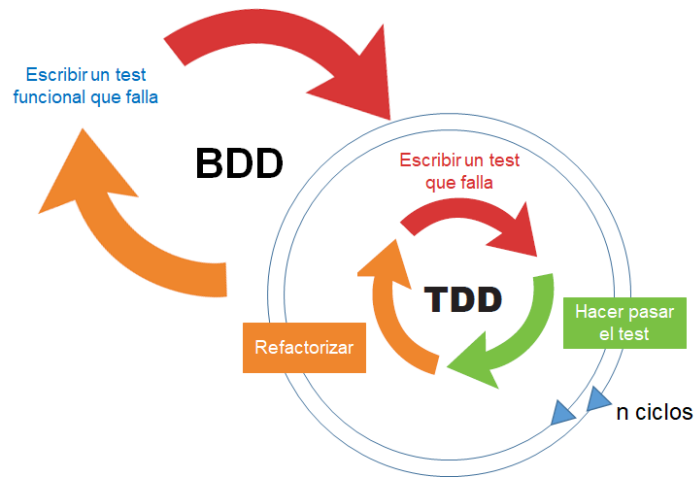 Escribir un test
funcional que falla
BDD
Escribir un test
que falla
TDD
Hacer pasar
el test
Refactorizar
n ciclos